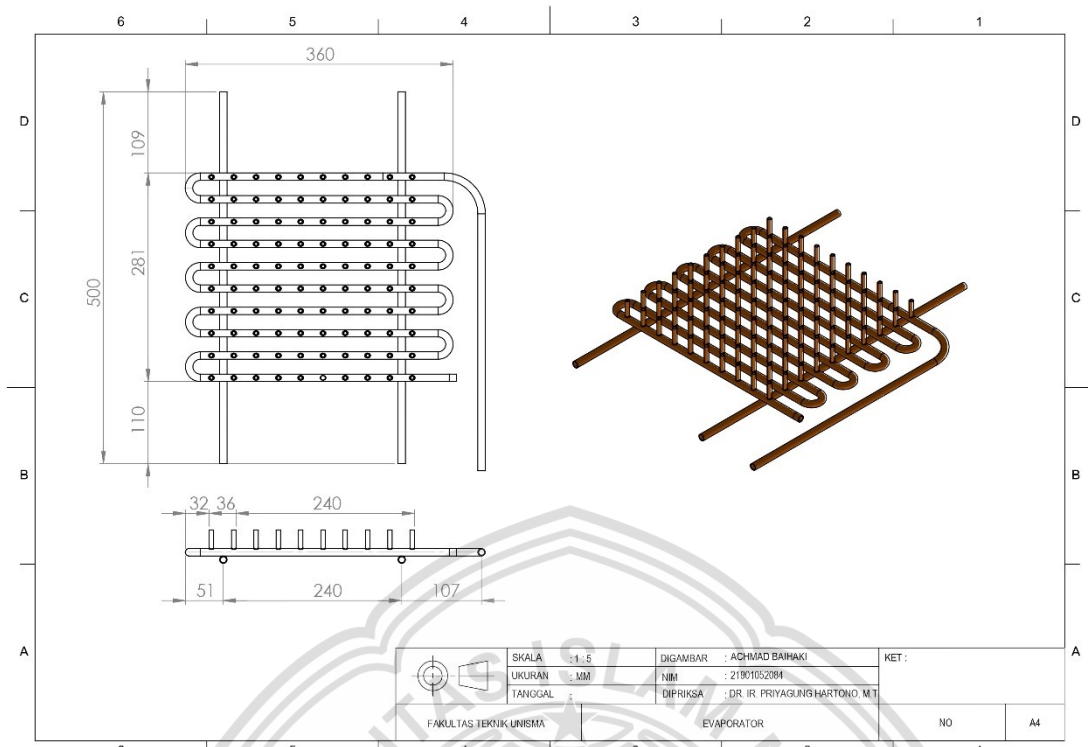 6 5 4 3 2 1
D D
C C
B B
A A
360
109
281
500
110
32 36 240
51 240 107
SKALA : 1 : 5 DIGAMBAR : ACHMAD BAIHAKI KET :
UKURAN : MM NIM : 21901052084
TANGGAL : DIPRIKSA : DR. IR. PRIYAGUNG HARTONO, M.T
FAKULTAS TEKNIK UNISMA EVAPORATOR NO A4
ITAS ISLAM